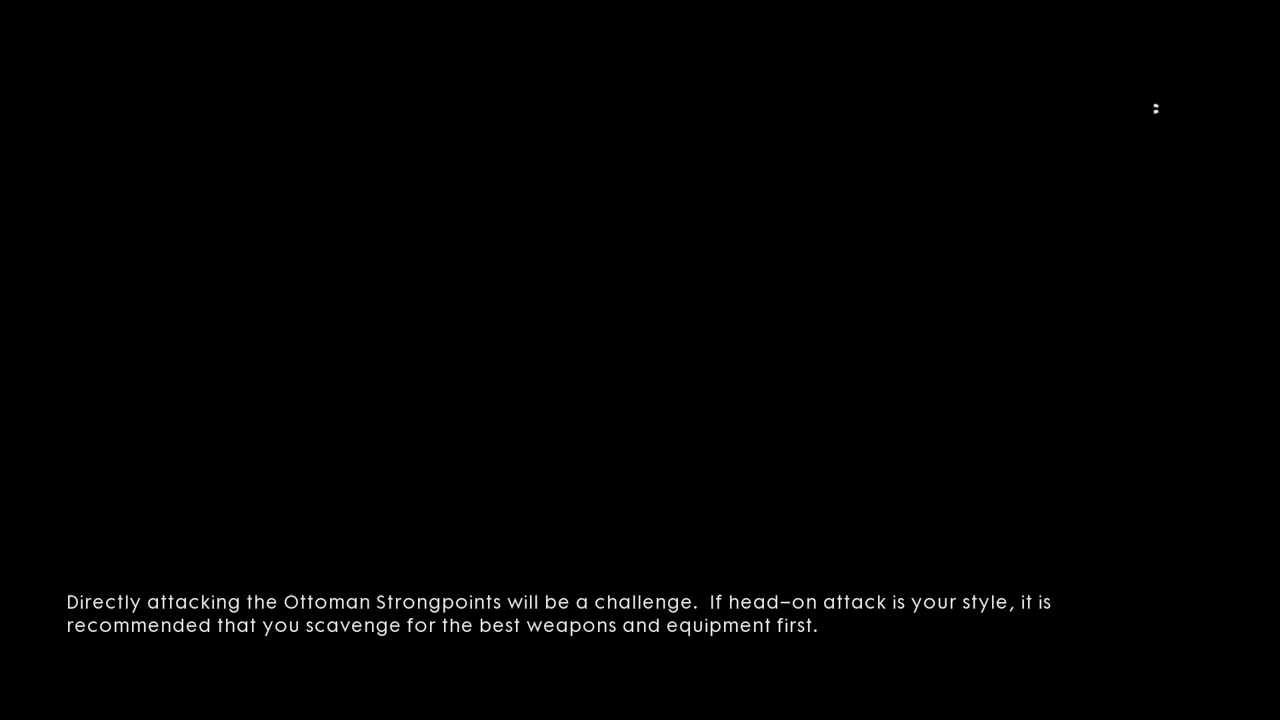 Directly attacking the Ottoman Strongpoints will be a challenge.  If head-on attack is your style, it is
recommended that you scavenge for the best weapons and equipment first.